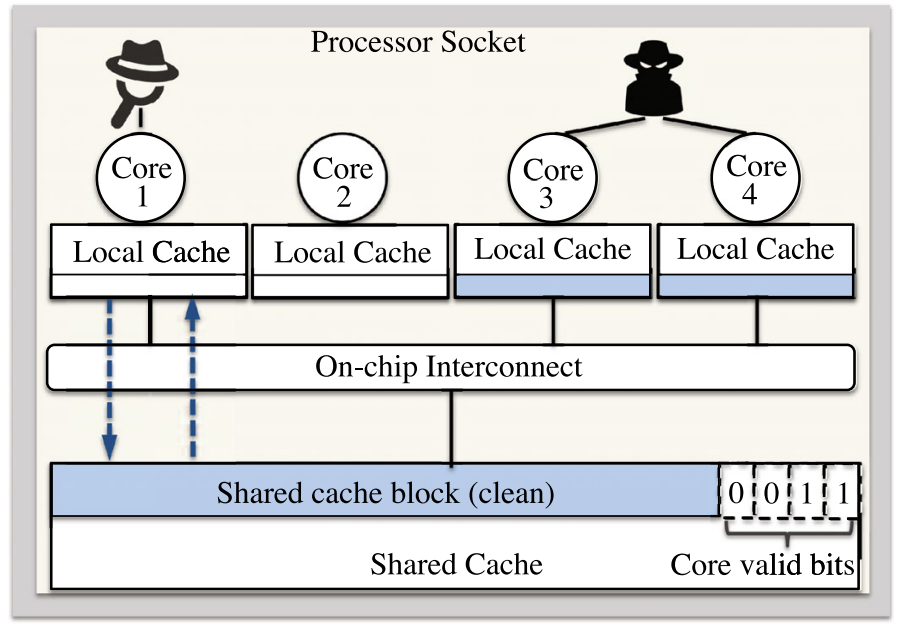 Processor Socket
Core
1
Core
2
Core
3
Core
4
Local Cache
Local Cache
Local Cache
Local Cache
On-chip Interconnect
Shared cache block (clean)
0 0 1 1
Shared Cache
Core valid bits